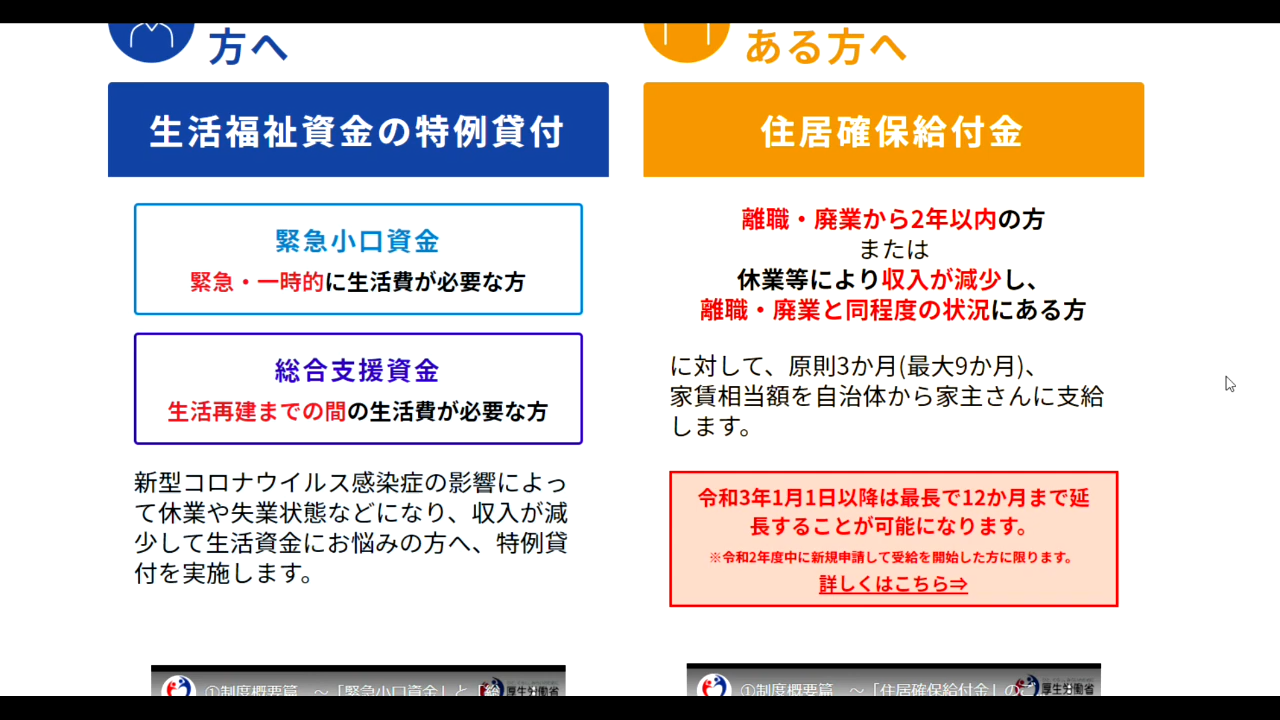 方へ
生活福祉資金の特例貸付
緊急小口資金
緊急・一時的に生活費が必要な方
総合支援資金
生活再建までの間の生活費が必要な方
新型コロナウイルス感染症の影響によっ
て休業や失業状態などになり、収入が減
少して生活資金にお悩みの方へ、特例貸
付を実施します。
①制度概要篇 ～「緊急小口資金」と「総
厚生労働省
ある方へ
住居確保給付金
離職・廃業から2年以内の方
または
休業等により収入が減少し、
離職・廃業と同程度の状況にある方
に対して、原則3か月(最大9か月)、
家賃相当額を自治体から家主さんに支給
します。
令和3年1月1日以降は最長で12か月まで延
長することが可能になります。
※令和2年度中に新規申請して受給を開始した方に限ります。
詳しくはこちら⇒
①制度概要篇 ～「住居確保給付金」のご
厚生労働省